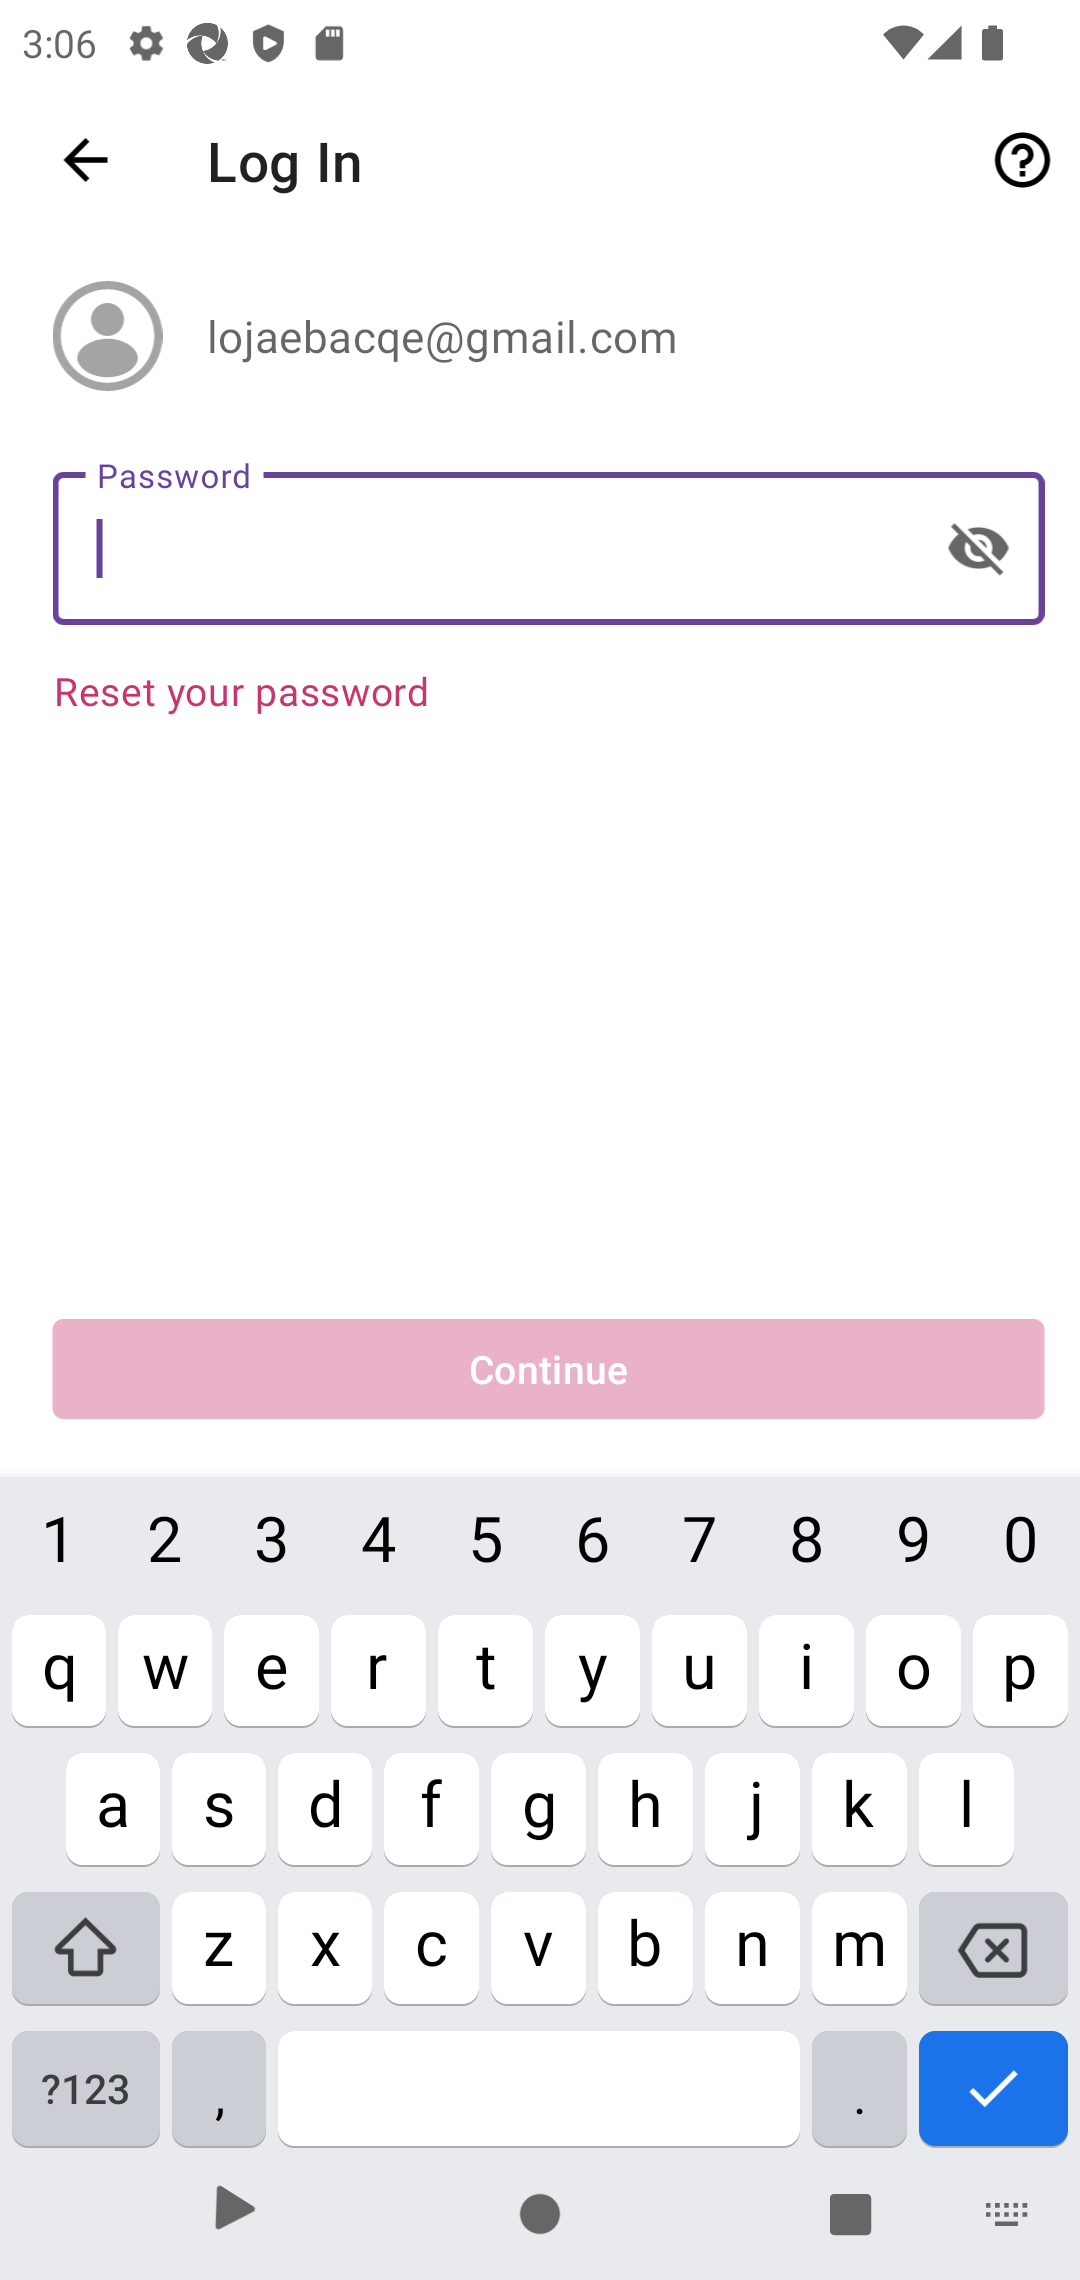 3:06
Log In
lojaebacqe@gmail.com
Password
Reset your password
Continue
1 2 3 4 5 6 7 8 9 0
q w e r t y u i o p
a s d f g h j k l
z x c v b n m
?123 , .